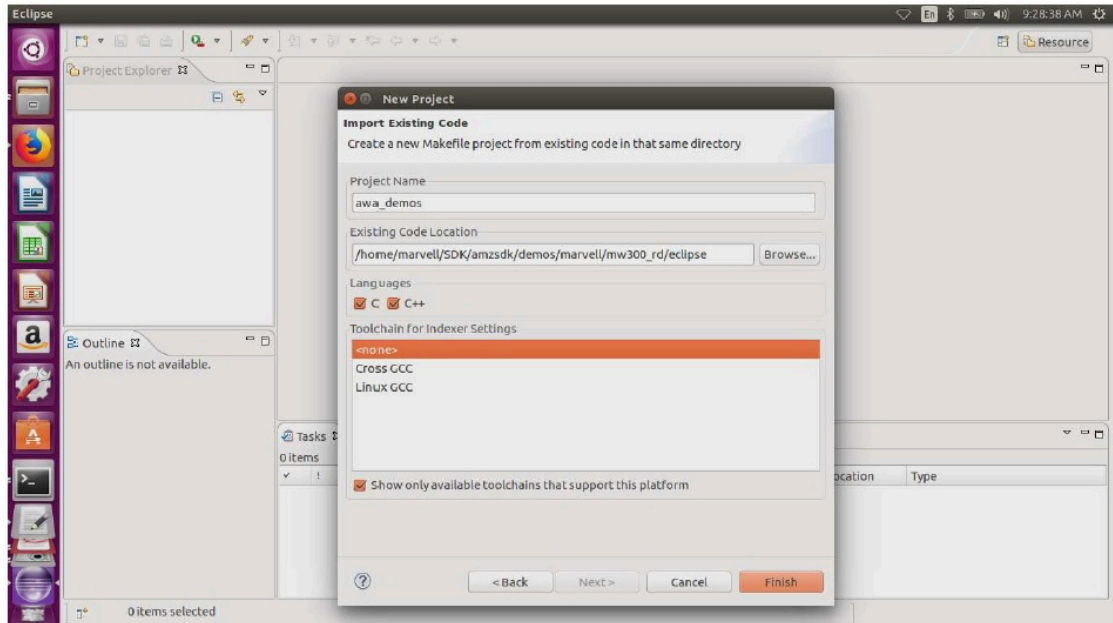 Eclipse
En
9:28:38 AM
Resource
Project Explorer
New Project
Import Existing Code
Create a new Makefile project from existing code in that same directory
Project Name
awa_demos
Existing Code Location
/home/marvell/SDK/amzsdk/demos/marvell/mw300_rd/eclipse
Browse...
Languages
C C++
Toolchain for Indexer Settings
<none>
Cross GCC
Linux GCC
Show only available toolchains that support this platform
< Back Next > Cancel Finish
Outline
An outline is not available.
Tasks
0 items
! ocation Type
0 items selected